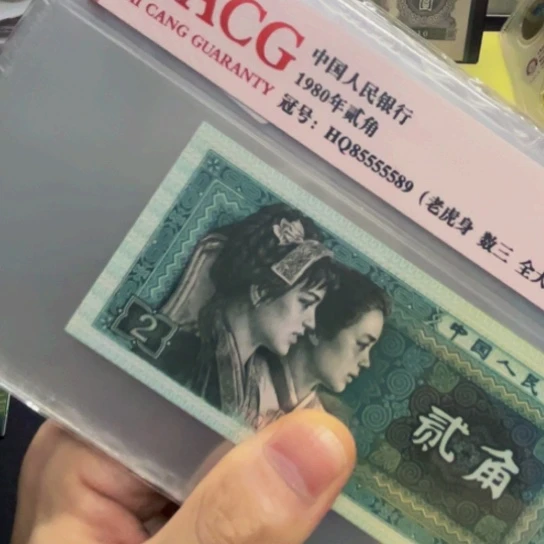 ACG
CANG GUARANTY
中国人民银行
1980年贰角
冠号：HQ85555589（老虎身 数三 全
2
中国人民
贰角